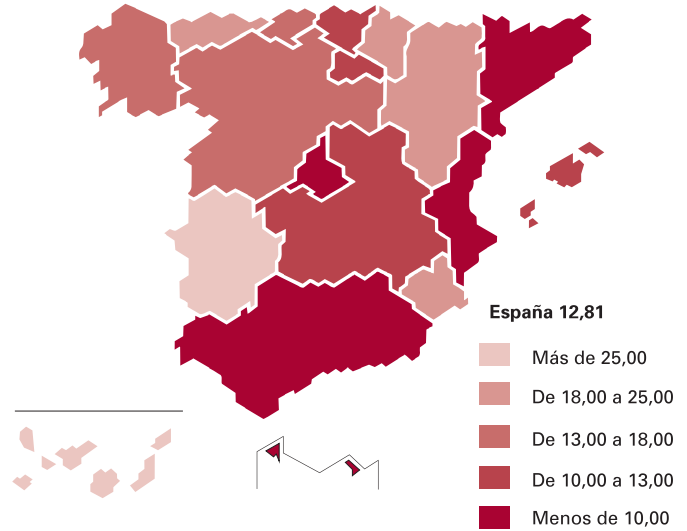 España 12,81
Más de 25,00
De 18,00 a 25,00
De 13,00 a 18,00
De 10,00 a 13,00
Menos de 10,00